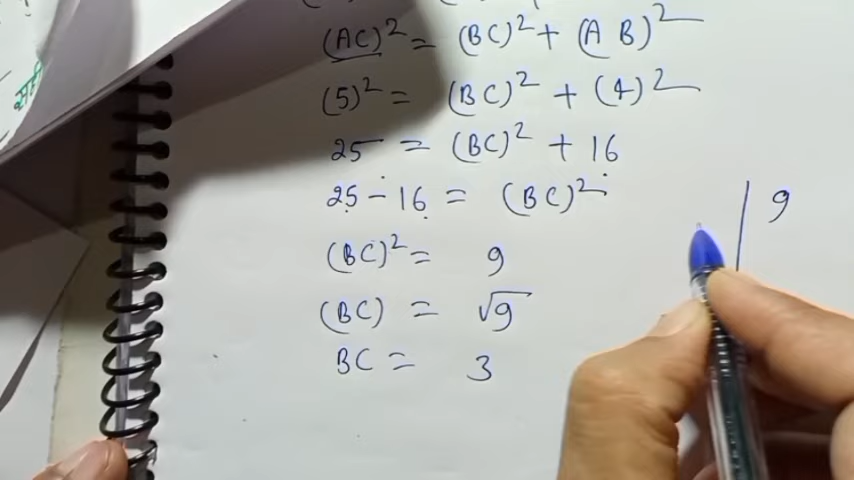 (AC)² = (BC)² + (AB)²
(5)² = (BC)² + (4)²
25 = (BC)² + 16
25 - 16 = (BC)²
(BC)² = 9
(BC) = √9
BC = 3
9